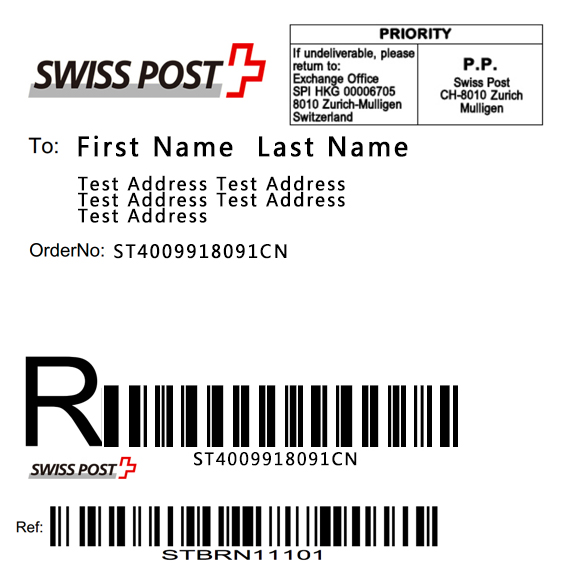 SWISS POST
PRIORITY
If undeliverable, please
return to:
Exchange Office
SPI HKG 00006705
8010 Zurich-Mulligen
Switzerland
P.P.
Swiss Post
CH-8010 Zurich
Mulligen
To: First Name Last Name
Test Address Test Address
Test Address Test Address
Test Address
OrderNo: ST4009918091CN
R
SWISS POST
ST4009918091CN
Ref:
STBRN11101